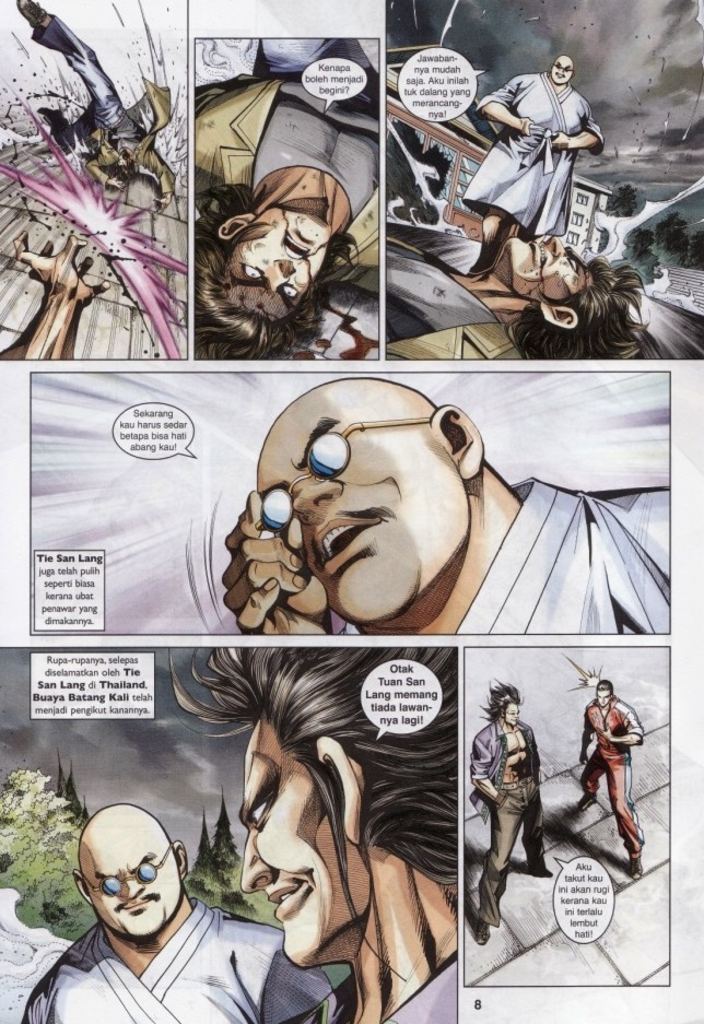 Kenapa
boleh menjadi
begini?
Jawaban-
nya mudah
saja. Aku inilah
tuk dalang yang
merancang-
nya!
Sekarang
kau harus sedar
betapa bisa hati
abang kau!
Tie San Lang
juga telah pulih
seperti biasa
kerana ubat
penawar yang
dimakannya.
Rupa-rupanya, selepas
diselamatkan oleh Tie
San Lang di Thailand,
Buaya Batang Kali telah
menjadi pengikut kanannya.
Otak
Tuan San
Lang memang
tiada lawan-
nya lagi!
Aku
takut kau
ini akan rugi
kerana kau
ini terlalu
lembut
hati!
8